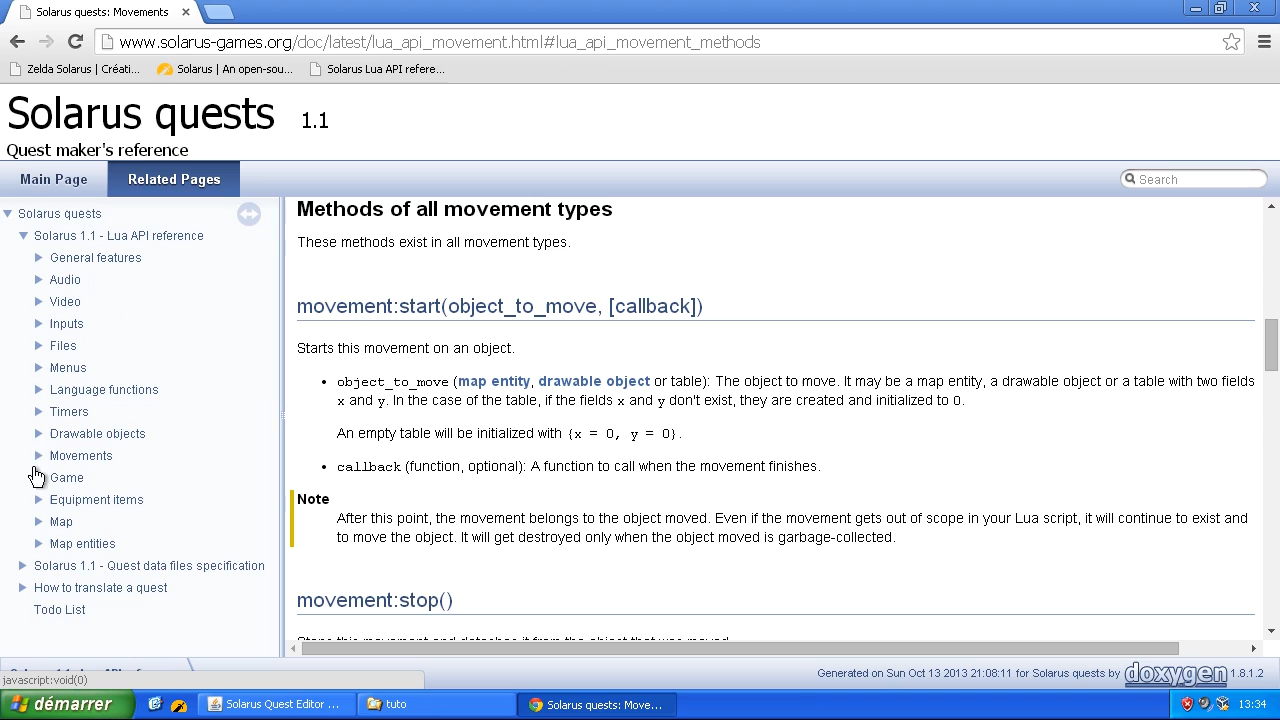 Solarus quests: Movements
www.solarus-games.org/doc/latest/lua_api_movement.html#lua_api_movement_methods
Zelda Solarus | Créati...
Solarus | An open-sou...
Solarus Lua API refere...
Solarus quests 1.1
Quest maker's reference
Main Page
Related Pages
Search
Solarus quests
Solarus 1.1 - Lua API reference
General features
Audio
Video
Inputs
Files
Menus
Language functions
Timers
Drawable objects
Movements
Game
Equipment items
Map
Map entities
Solarus 1.1 - Quest data files specification
How to translate a quest
Todo List
Methods of all movement types
These methods exist in all movement types.
movement:start(object_to_move, [callback])
Starts this movement on an object.
• object_to_move (map entity, drawable object or table): The object to move. It may be a map entity, a drawable object or a table with two fields
x and y. In the case of the table, if the fields x and y don't exist, they are created and initialized to 0.
An empty table will be initialized with {x = 0, y = 0}.
• callback (function, optional): A function to call when the movement finishes.
Note
After this point, the movement belongs to the object moved. Even if the movement gets out of scope in your Lua script, it will continue to exist and
to move the object. It will get destroyed only when the object moved is garbage-collected.
movement:stop()
Stops this movement and detaches it from the object that was moved.
javascript:void(0)
Generated on Sun Oct 13 2013 21:08:11 for Solarus quests by doxygen 1.8.1.2
démarrer
Solarus Quest Editor ...
tuto
Solarus quests: Move...
13:34